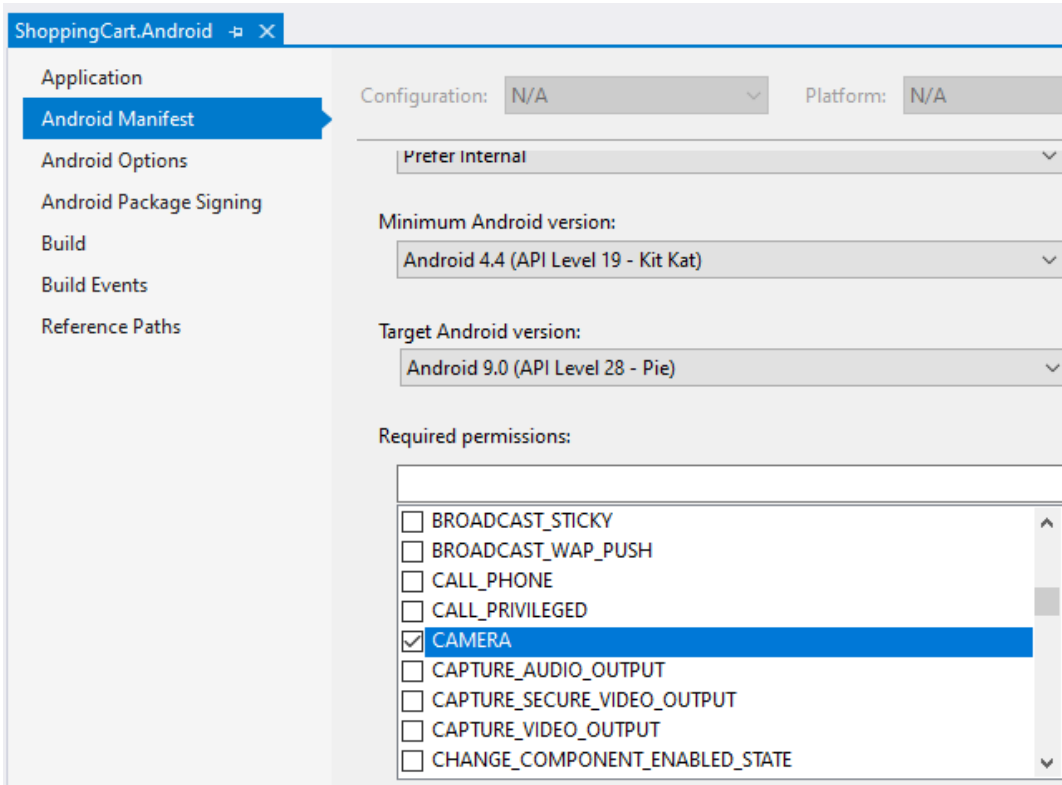 ShoppingCart.Android
Application
Android Manifest
Android Options
Android Package Signing
Build
Build Events
Reference Paths
Configuration: N/A Platform: N/A
Prefer Internal
Minimum Android version:
Android 4.4 (API Level 19 - Kit Kat)
Target Android version:
Android 9.0 (API Level 28 - Pie)
Required permissions:
BROADCAST_STICKY
BROADCAST_WAP_PUSH
CALL_PHONE
CALL_PRIVILEGED
CAMERA
CAPTURE_AUDIO_OUTPUT
CAPTURE_SECURE_VIDEO_OUTPUT
CAPTURE_VIDEO_OUTPUT
CHANGE_COMPONENT_ENABLED_STATE